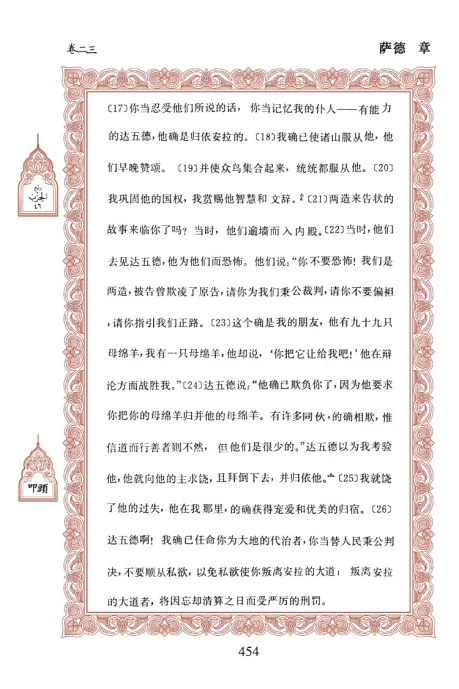 卷二三
萨德 章
〔17〕你当忍受他们所说的话， 你当记忆我的仆人——有能力
的达五德，他确是归依安拉的。〔18〕我确已使诸山服从他，他
们早晚赞颂。〔19〕并使众鸟集合起来，统统都服从他。〔20〕
我巩固他的国权，我赏赐他智慧和文辞。〔21〕两造来告状的
故事来临你了吗？当时，他们逾墙而入内殿。〔22〕当时，他们
去见达五德，他为他们而恐怖。他们说：“你不要恐怖！我们是
两造，被告曾欺凌了原告，请你为我们秉公裁判，请你不要偏袒
，请你指引我们正路。〔23〕这个确是我的朋友，他有九十九只
母绵羊，我有一只母绵羊，他却说，‘你把它让给我吧！’他在辩
论方面战胜我。”〔24〕达五德说：“他确已欺负你了，因为他要求
你把你的母绵羊归并他的母绵羊。有许多同伙，的确相欺，惟
信道而行善者则不然， 但他们是很少的。”达五德以为我考验
他，他就向他的主求饶，且拜倒下去，并归依他。〔25〕我就饶
了他的过失，他在我那里，的确获得宠爱和优美的归宿。〔26〕
达五德啊！我确已任命你为大地的代治者，你当替人民秉公判
决，不要顺从私欲，以免私欲使你叛离安拉的大道；叛离安拉
的大道者，将因忘却清算之日而受严厉的刑罚。
ربع
الحزب
٤٦
叩頭
454